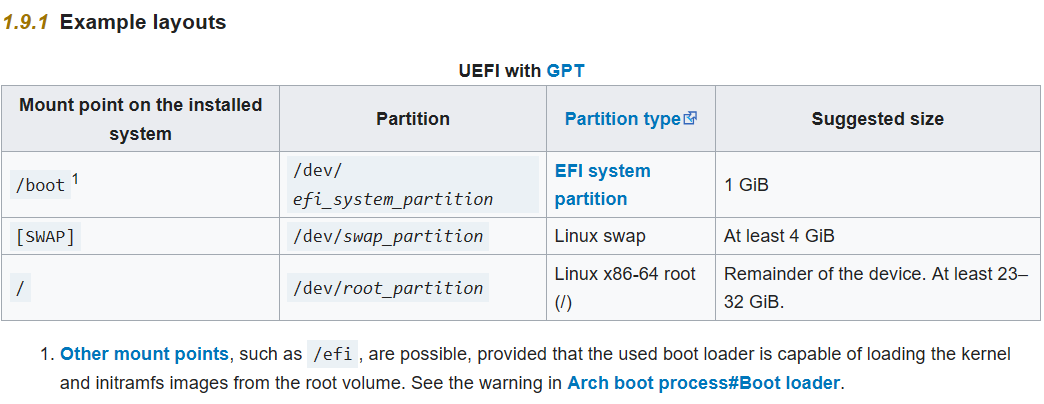 1.9.1 Example layouts
UEFI with GPT
Mount point on the installed
system
Partition
Partition type
Suggested size
/boot 1
/dev/
efi_system_partition
EFI system
partition
1 GiB
[SWAP]
/dev/swap_partition
Linux swap
At least 4 GiB
/
/dev/root_partition
Linux x86-64 root
(/)
Remainder of the device. At least 23–
32 GiB.
1. Other mount points, such as /efi, are possible, provided that the used boot loader is capable of loading the kernel
and initramfs images from the root volume. See the warning in Arch boot process#Boot loader.